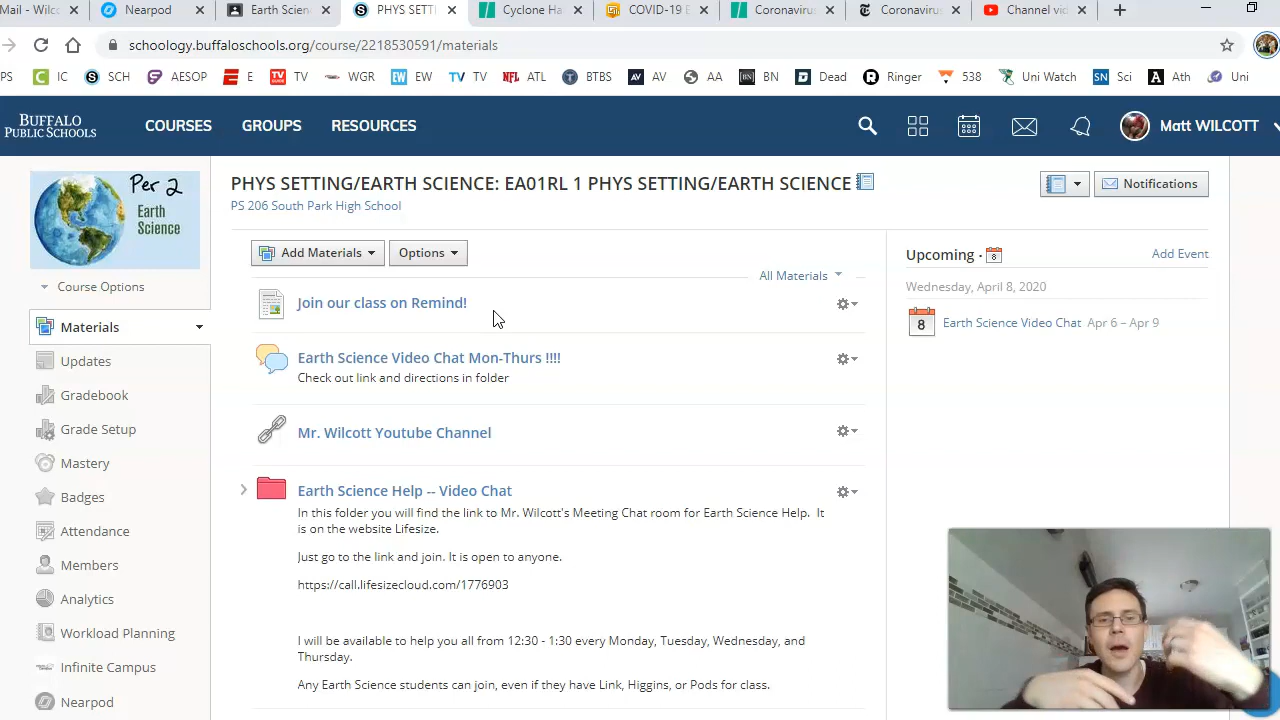 Mail - Wilco
Nearpod
Earth Scien
PHYS SETTI
Cyclone Ha
COVID-19 E
Coronavirus
Coronavirus
Channel vid
schoology.buffaloschools.org/course/2218530591/materials
PS
IC
SCH
AESOP
E
TV
WGR
EW
TV
ATL
BTBS
AV
AA
BN
Dead
Ringer
538
Uni Watch
Sci
Ath
Uni
BUFFALO
PUBLIC SCHOOLS
COURSES
GROUPS
RESOURCES
Matt WILCOTT
Per 2
Earth
Science
PHYS SETTING/EARTH SCIENCE: EA01RL 1 PHYS SETTING/EARTH SCIENCE
PS 206 South Park High School
Notifications
Course Options
Materials
Updates
Gradebook
Grade Setup
Mastery
Badges
Attendance
Members
Analytics
Workload Planning
Infinite Campus
Nearpod
Add Materials
Options
All Materials
Join our class on Remind!
Earth Science Video Chat Mon-Thurs !!!!
Check out link and directions in folder
Mr. Wilcott Youtube Channel
Earth Science Help -- Video Chat
In this folder you will find the link to Mr. Wilcott's Meeting Chat room for Earth Science Help. It
is on the website Lifesize.
Just go to the link and join. It is open to anyone.
https://call.lifesizecloud.com/1776903
I will be available to help you all from 12:30 - 1:30 every Monday, Tuesday, Wednesday, and
Thursday.
Any Earth Science students can join, even if they have Link, Higgins, or Pods for class.
Upcoming ·
8
Add Event
Wednesday, April 8, 2020
8
Earth Science Video Chat Apr 6 – Apr 9